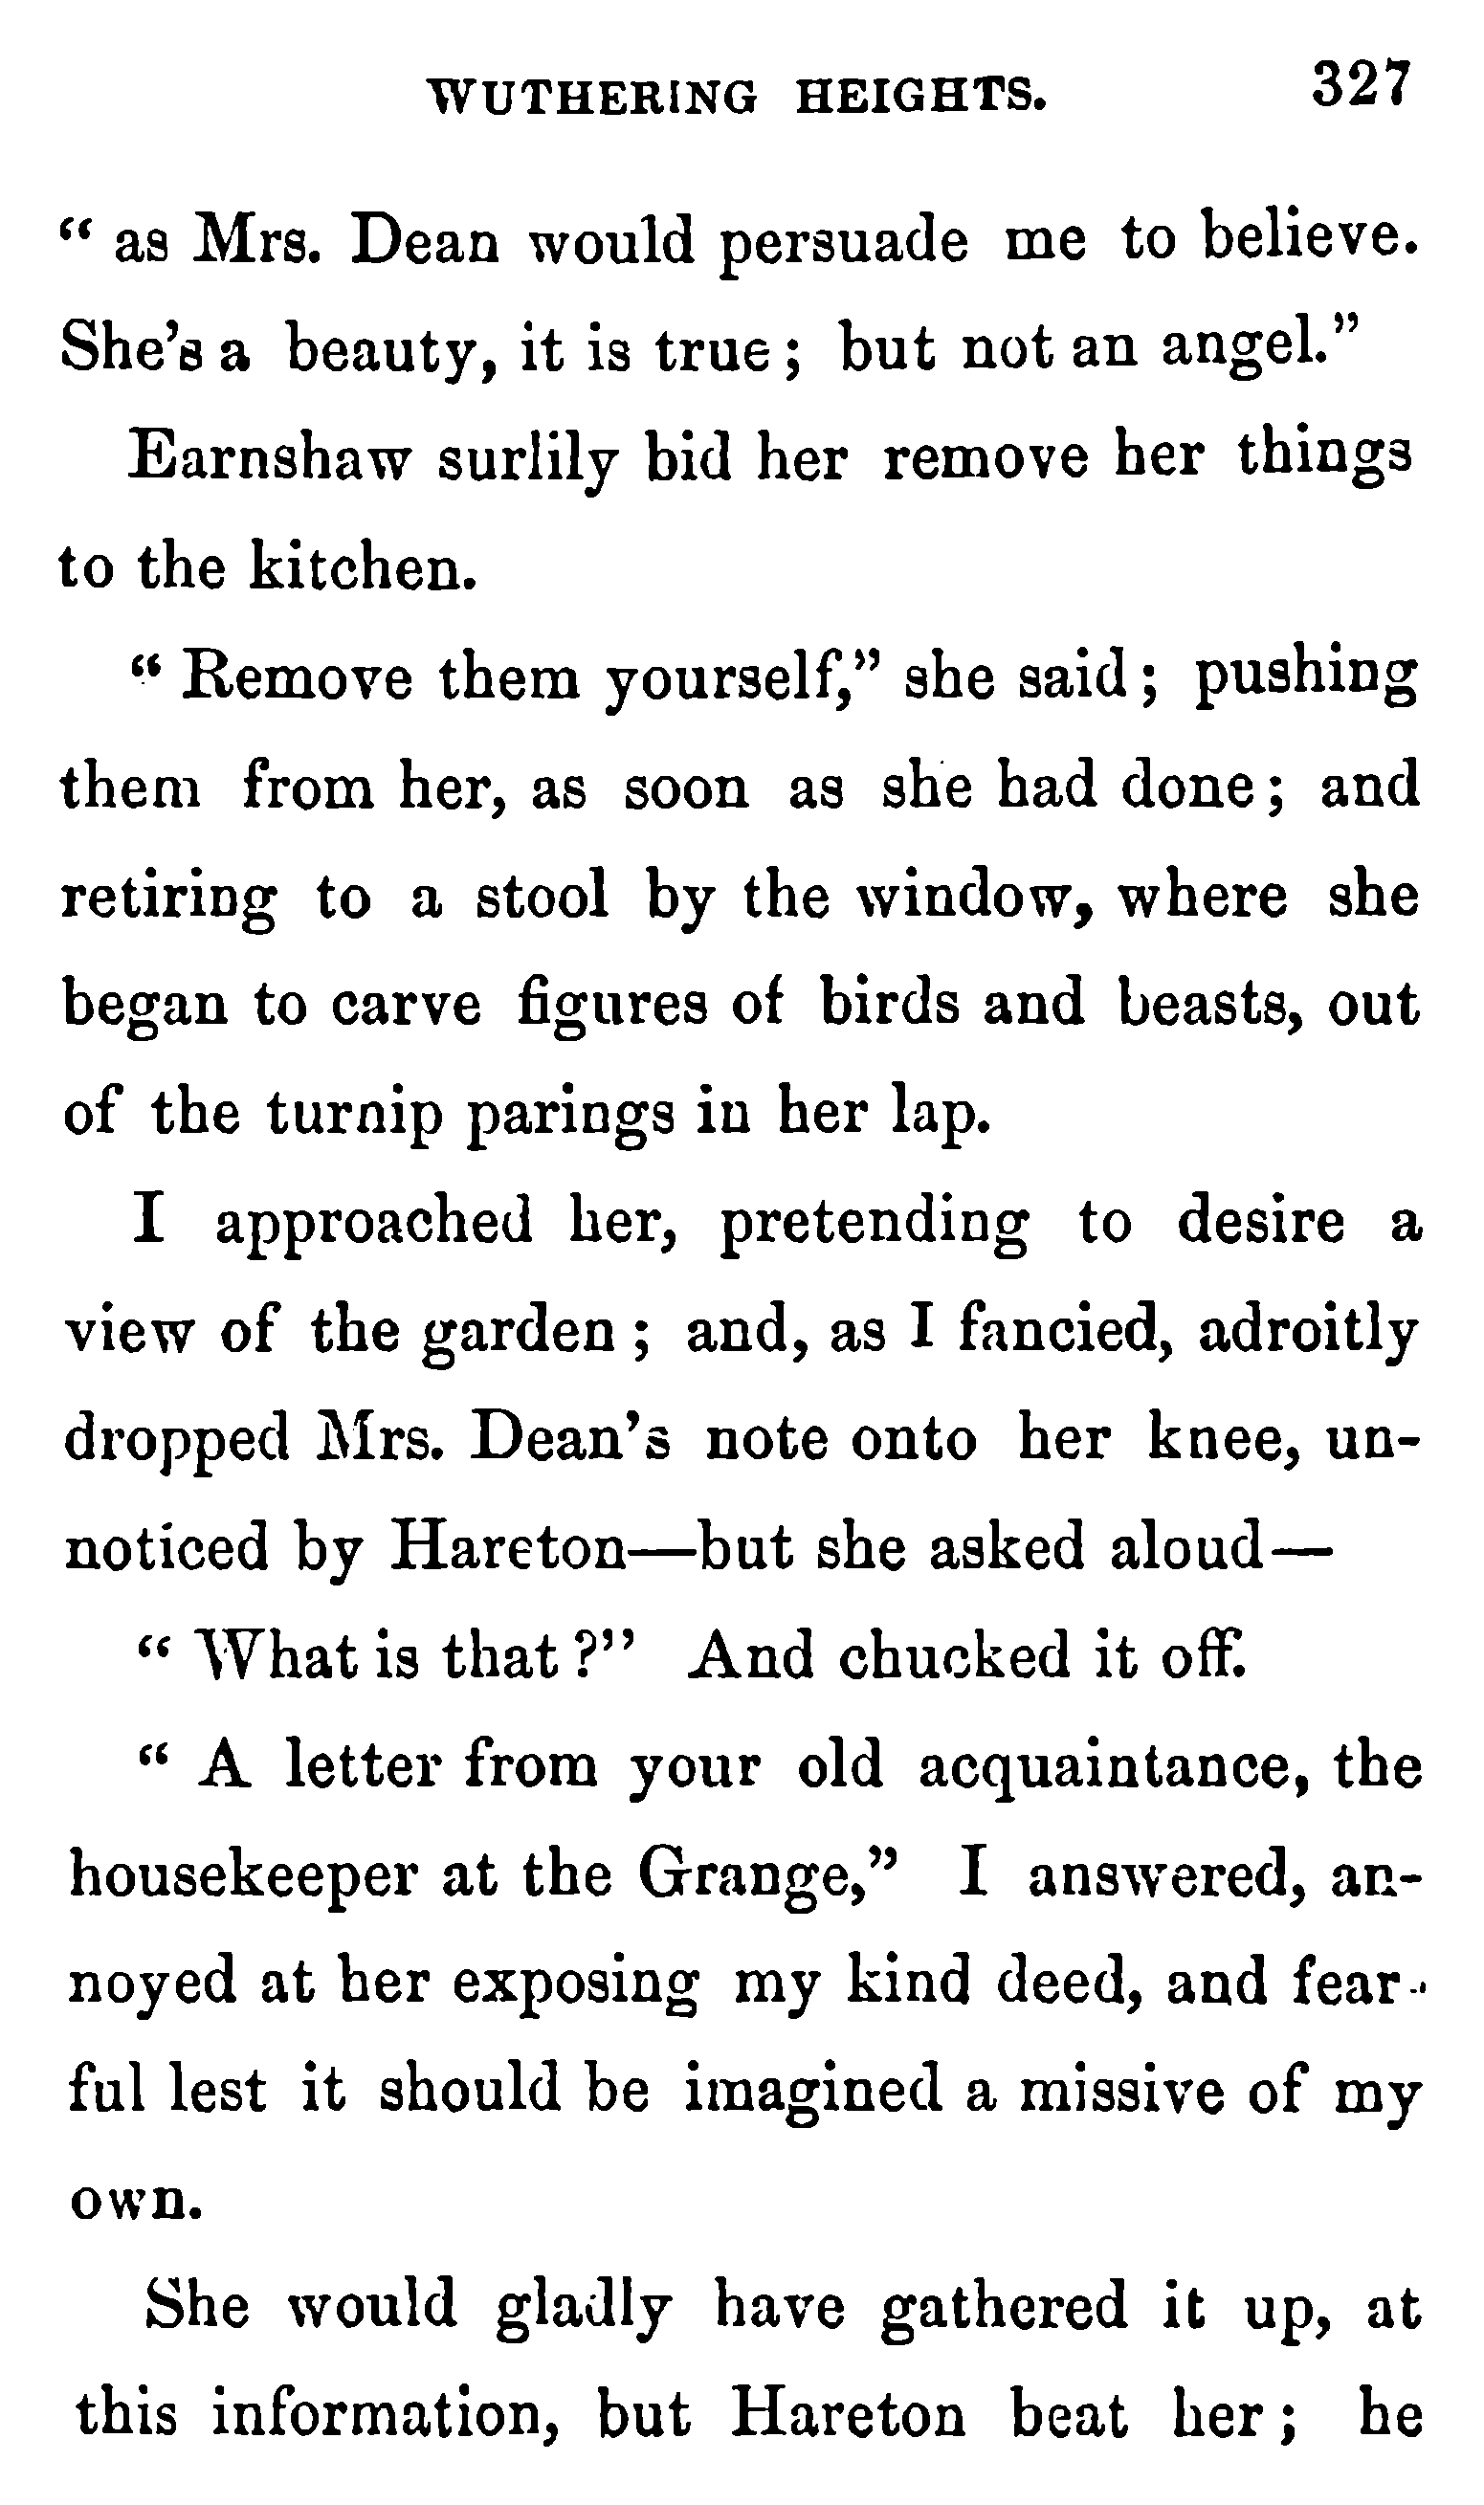 WUTHERING HEIGHTS. 327
“ as Mrs. Dean would persuade me to believe.
She’s a beauty, it is true ; but not an angel.”
Earnshaw surlily bid her remove her things
to the kitchen.
“ Remove them yourself,” she said ; pushing
them from her, as soon as she had done ; and
retiring to a stool by the window, where she
began to carve figures of birds and beasts, out
of the turnip parings in her lap.
I approached her, pretending to desire a
view of the garden ; and, as I fancied, adroitly
dropped Mrs. Dean’s note onto her knee, un-
noticed by Hareton—but she asked aloud—
“ What is that ?” And chucked it off.
“ A letter from your old acquaintance, the
housekeeper at the Grange,” I answered, an-
noyed at her exposing my kind deed, and fear-
ful lest it should be imagined a missive of my
own.
She would gladly have gathered it up, at
this information, but Hareton beat her ; he